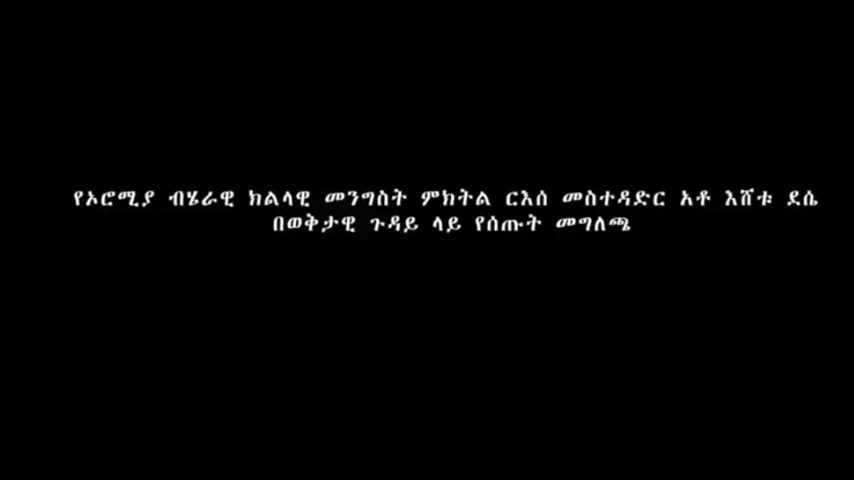 የኦሮሚያ ብሄራዊ ክልላዊ መንግስት ምክትል ርእሰ መስተዳድር አቶ እሸቱ ደሴ
በወቅታዊ ጉዳይ ላይ የሰጡት መግለጫ